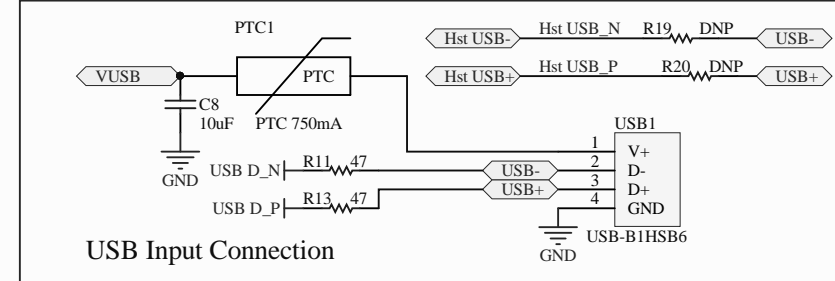 PTC1
Hst USB- Hst USB_N R19 DNP USB-
Hst USB+ Hst USB_P R20 DNP USB+
VUSB PTC
C8
10uF PTC 750mA
GND
USB1
1 V+
USB D_N R11 47 USB- 2 D-
USB D_P R13 47 USB+ 3 D+
4 GND
USB-B1HSB6
GND
USB Input Connection